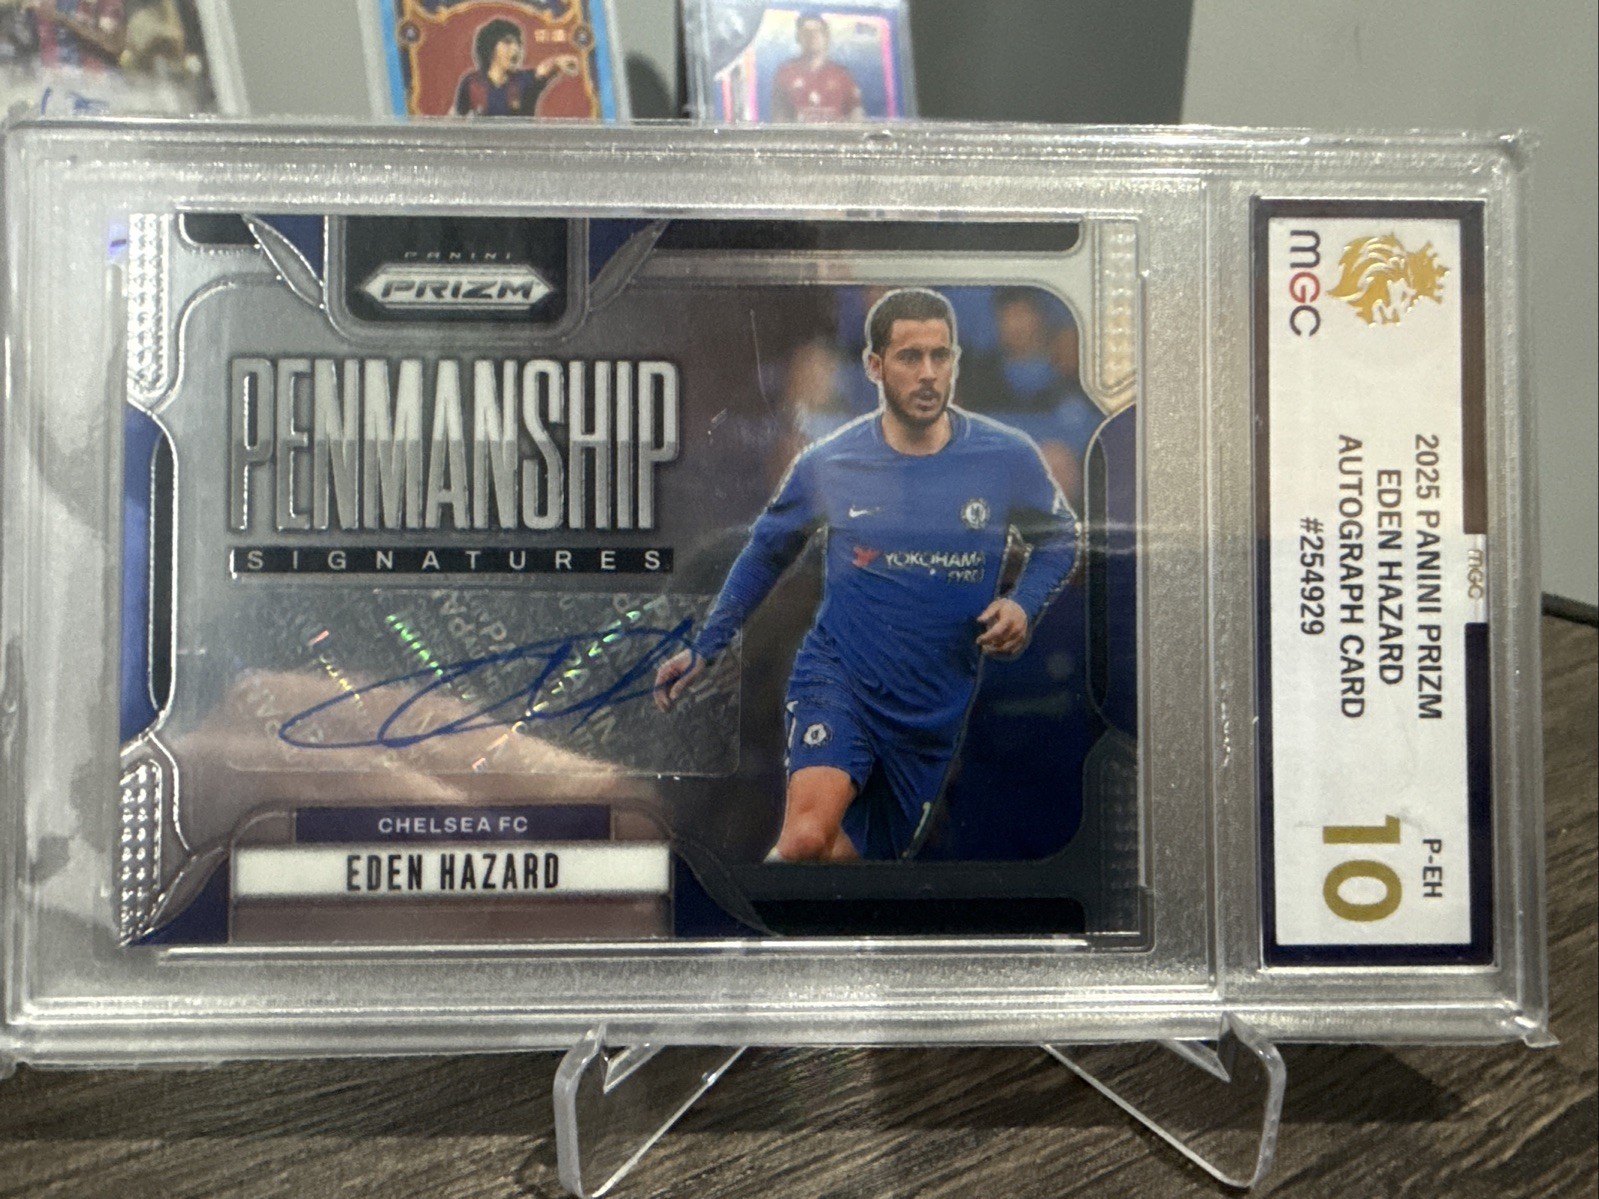 PANINI
PRIZM
PENMANSHIP
SIGNATURES
YOKOHAMA
TYRES
CHELSEA FC
EDEN HAZARD
MGC
2025 PANINI PRIZM
EDEN HAZARD
AUTOGRAPH CARD
#254929
P-EH
10
MGC